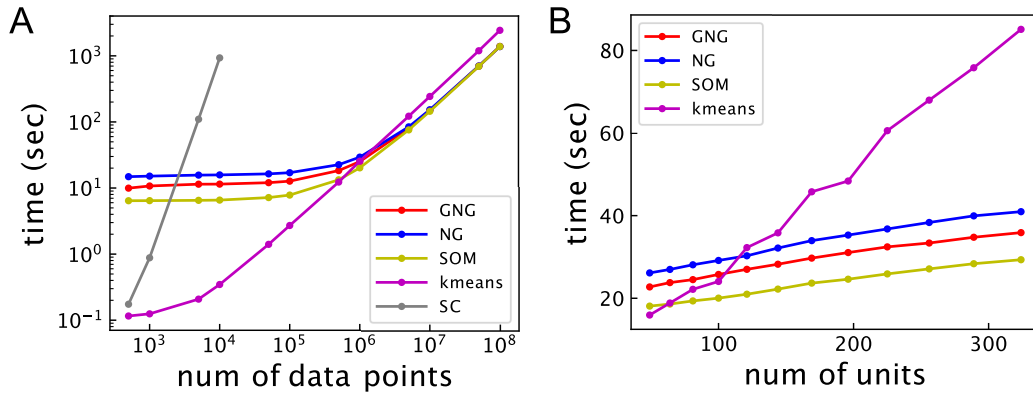 A
time (sec)
10³
10²
10¹
10⁰
10⁻¹
GNG
NG
SOM
kmeans
SC
10³ 10⁴ 10⁵ 10⁶ 10⁷ 10⁸
num of data points
B
time (sec)
80
60
40
20
GNG
NG
SOM
kmeans
100 200 300
num of units